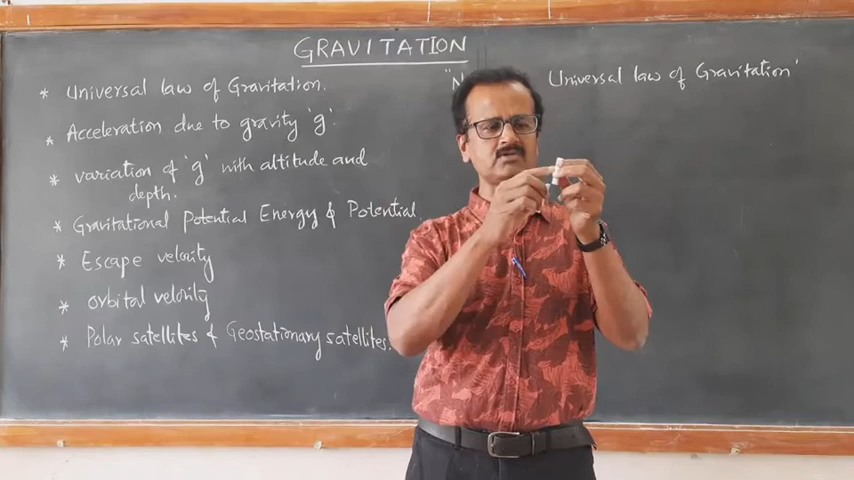 GRAVITATION
* Universal law of Gravitation.
* Acceleration due to gravity 'g'.
* variation of 'g' with altitude and
depth.
* Gravitational Potential Energy & Potential
* Escape velocity
* orbital velocity
* Polar satellites & Geostationary satellites.
Universal law of Gravitation'